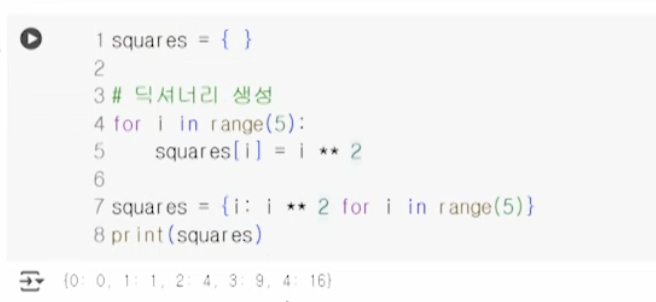 1 squares = { }
2
3 # 딕셔너리 생성
4 for i in range(5):
5     squares[i] = i ** 2
6
7 squares = {i: i ** 2 for i in range(5)}
8 print(squares)
{0: 0, 1: 1, 2: 4, 3: 9, 4: 16}